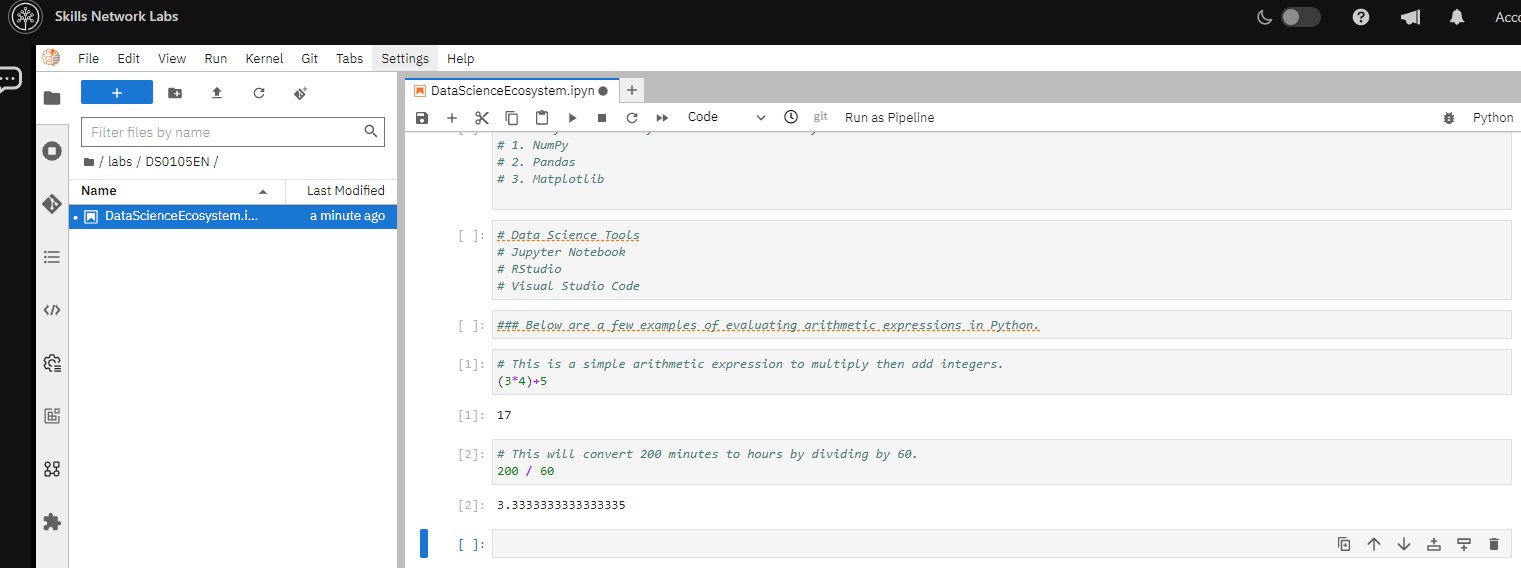 Skills Network Labs
Acco
File Edit View Run Kernel Git Tabs Settings Help
DataScienceEcosystem.ipyn
Code
git
Run as Pipeline
Python
Filter files by name
/ labs / DS0105EN /
Name
Last Modified
DataScienceEcosystem.i...
a minute ago
# 1. NumPy
# 2. Pandas
# 3. Matplotlib
[ ]:
# Data Science Tools
# Jupyter Notebook
# RStudio
# Visual Studio Code
[ ]:
### Below are a few examples of evaluating arithmetic expressions in Python.
[1]:
# This is a simple arithmetic expression to multiply then add integers.
(3*4)+5
[1]:
17
[2]:
# This will convert 200 minutes to hours by dividing by 60.
200 / 60
[2]:
3.3333333333333335
[ ]: